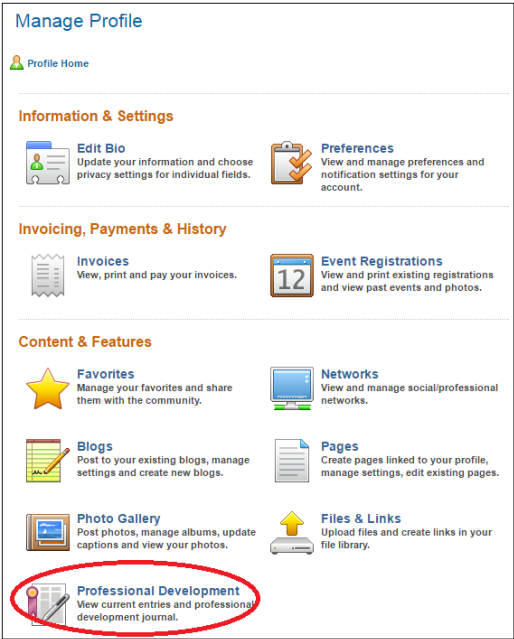 Manage Profile
Profile Home
Information & Settings
Edit Bio
Update your information and choose
privacy settings for individual fields.
Preferences
View and manage preferences and
notification settings for your
account.
Invoicing, Payments & History
Invoices
View, print and pay your invoices.
Event Registrations
View and print existing registrations
and view past events and photos.
12
Content & Features
Favorites
Manage your favorites and share
them with the community.
Networks
View and manage social/professional
networks.
Blogs
Post to your existing blogs, manage
settings and create new blogs.
Pages
Create pages linked to your profile,
manage settings, edit existing pages.
Photo Gallery
Post photos, manage albums, update
captions and view your photos.
Files & Links
Upload files and create links in your
file library.
Professional Development
View current entries and professional
development journal.